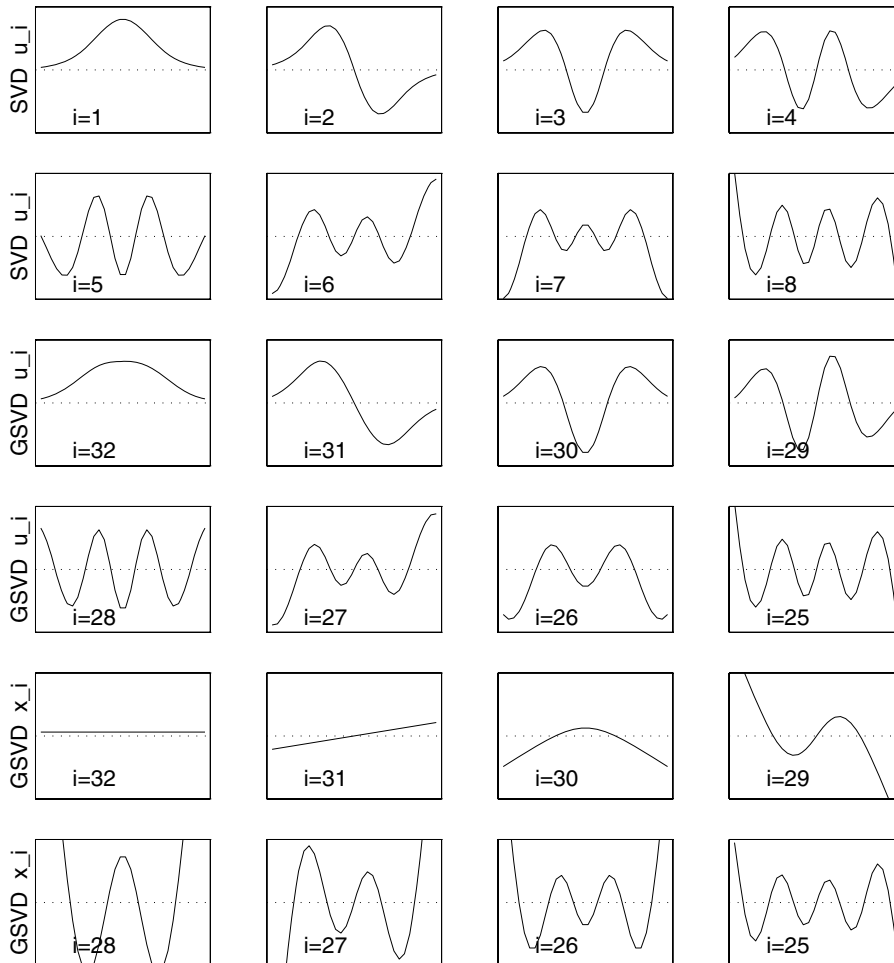 SVD u_i
i=1
i=2
i=3
i=4
SVD u_i
i=5
i=6
i=7
i=8
GSVD u_i
i=32
i=31
i=30
i=29
GSVD u_i
i=28
i=27
i=26
i=25
GSVD x_i
i=32
i=31
i=30
i=29
GSVD x_i
i=28
i=27
i=26
i=25